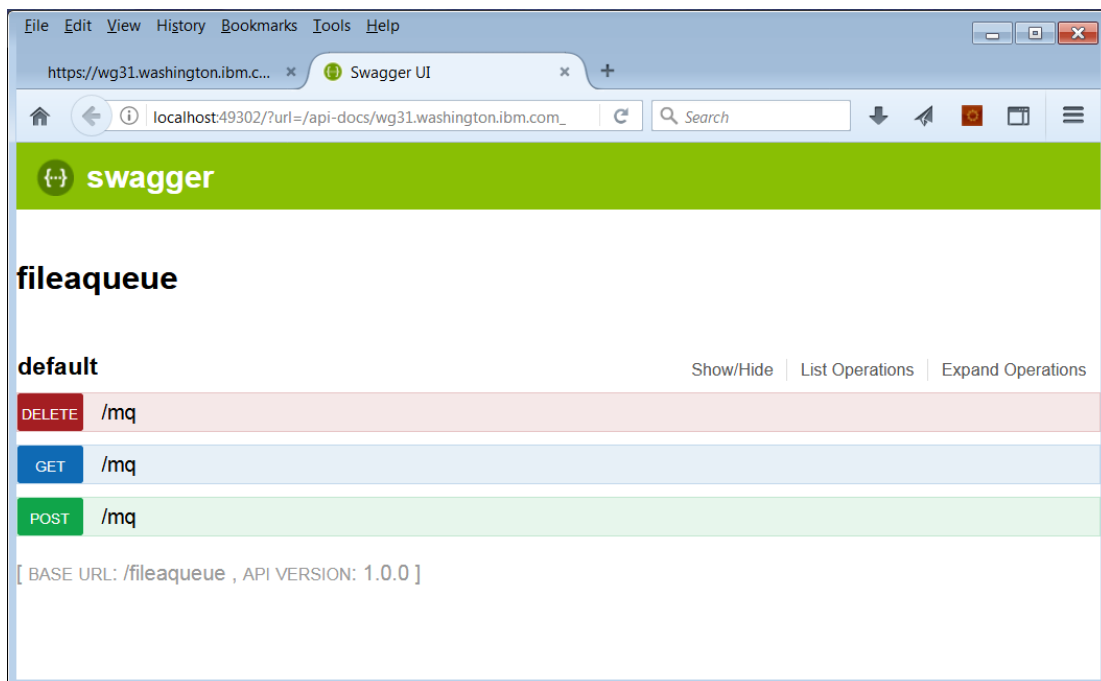 File Edit View History Bookmarks Tools Help
https://wg31.washington.ibm.c... × Swagger UI × +
localhost:49302/?url=/api-docs/wg31.washington.ibm.com_ Search
{···} swagger
fileaqueue
default Show/Hide List Operations Expand Operations
DELETE /mq
GET /mq
POST /mq
[ BASE URL: /fileaqueue , API VERSION: 1.0.0 ]